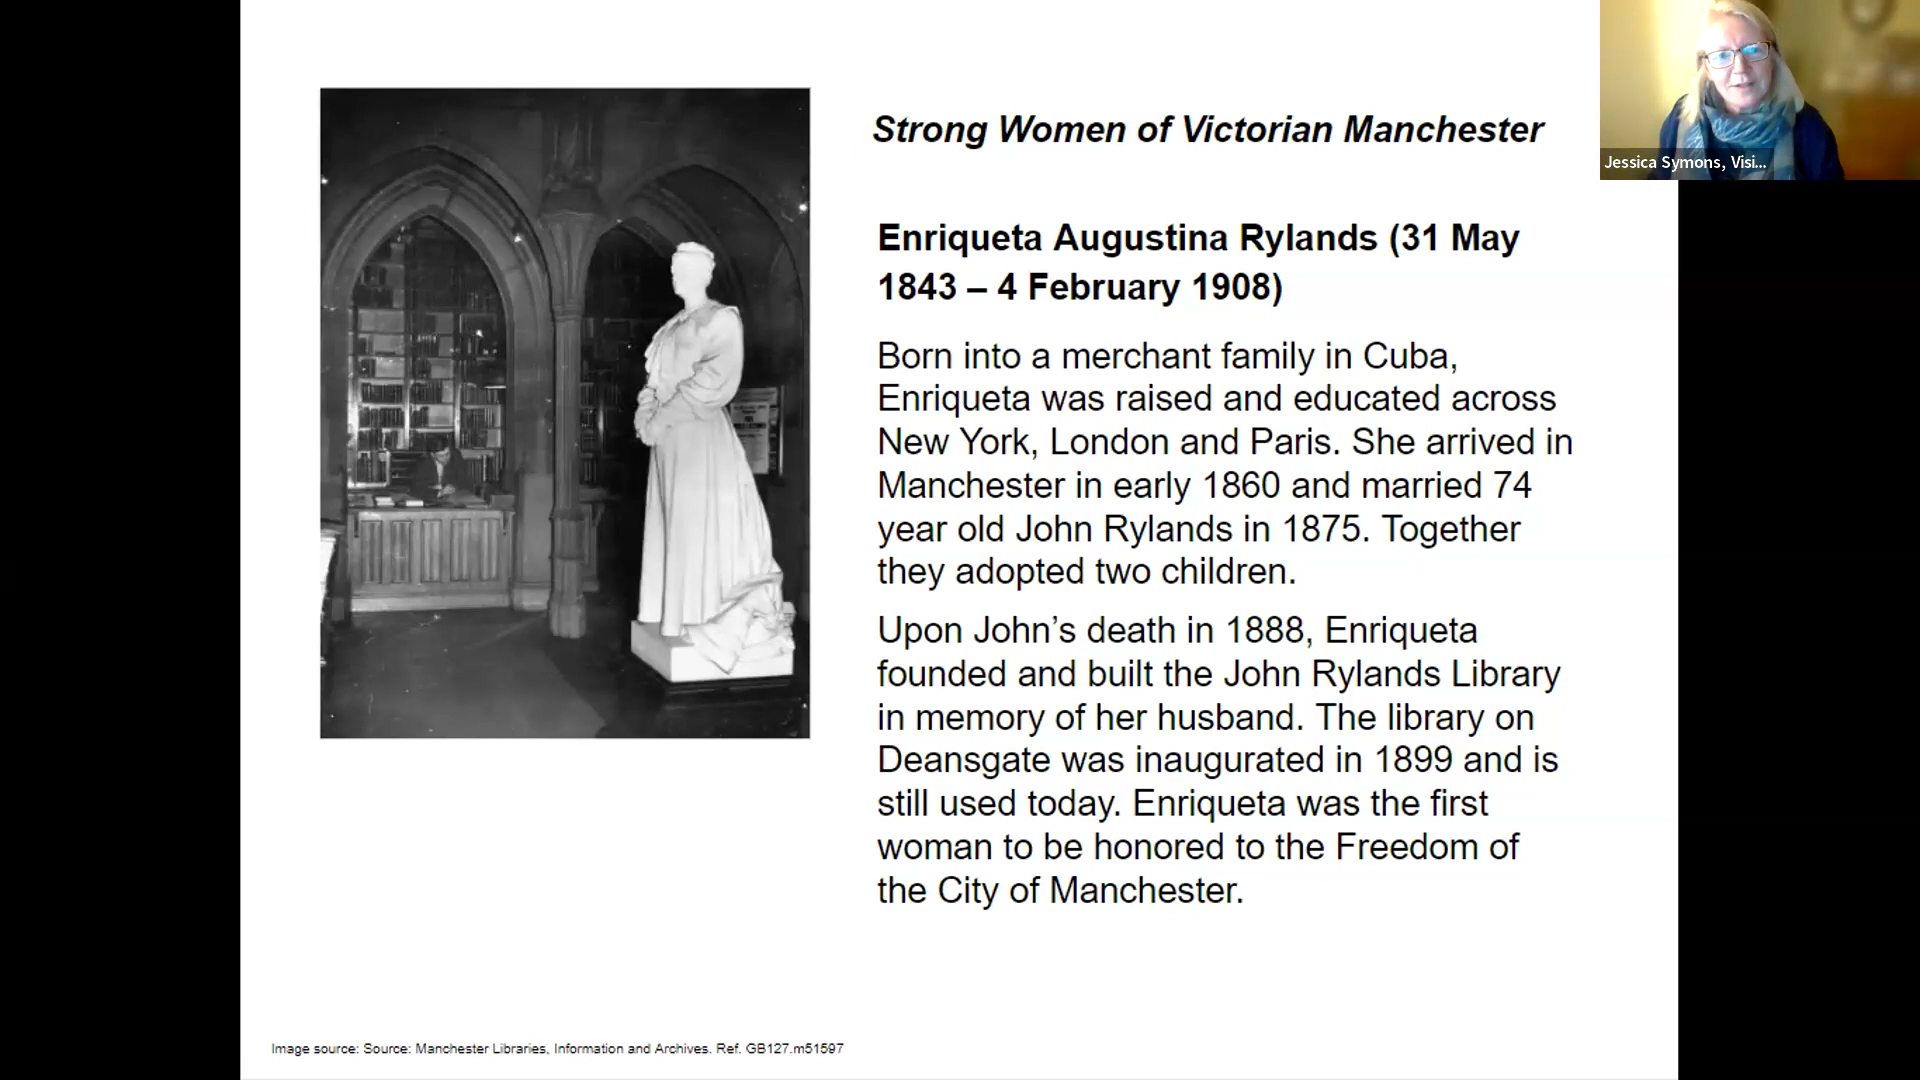 Strong Women of Victorian Manchester
Enriqueta Augustina Rylands (31 May
1843 – 4 February 1908)
Born into a merchant family in Cuba,
Enriqueta was raised and educated across
New York, London and Paris. She arrived in
Manchester in early 1860 and married 74
year old John Rylands in 1875. Together
they adopted two children.
Upon John’s death in 1888, Enriqueta
founded and built the John Rylands Library
in memory of her husband. The library on
Deansgate was inaugurated in 1899 and is
still used today. Enriqueta was the first
woman to be honored to the Freedom of
the City of Manchester.
Image source: Source: Manchester Libraries, Information and Archives. Ref. GB127.m51597
Jessica Symons, Visi...